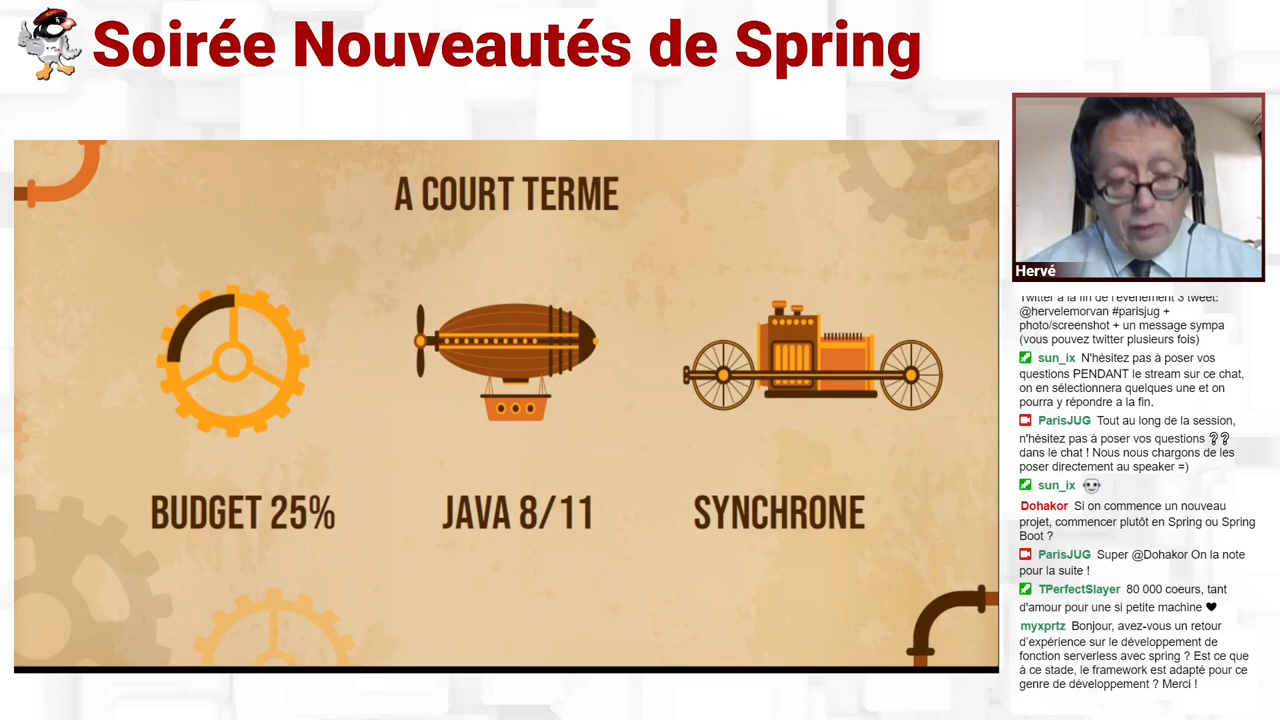 Soirée Nouveautés de Spring
A COURT TERME
BUDGET 25%
JAVA 8/11
SYNCHRONE
Hervé
Twitter à la fin de l'événement 3 tweet:
@hervelemorvan #parisjug +
photo/screenshot + un message sympa
(vous pouvez twitter plusieurs fois)
sun_ix N'hésitez pas à poser vos
questions PENDANT le stream sur ce chat,
on en sélectionnera quelques une et on
pourra y répondre a la fin.
ParisJUG Tout au long de la session,
n'hésitez pas à poser vos questions ❓❓
dans le chat ! Nous nous chargons de les
poser directement au speaker =)
sun_ix
Dohakor Si on commence un nouveau
projet, commencer plutôt en Spring ou Spring
Boot ?
ParisJUG Super @Dohakor On la note
pour la suite !
TPerfectSlayer 80 000 coeurs, tant
d'amour pour une si petite machine ♥
myxprtz Bonjour, avez-vous un retour
d'expérience sur le développement de
fonction serverless avec spring ? Est ce que
à ce stade, le framework est adapté pour ce
genre de développement ? Merci !